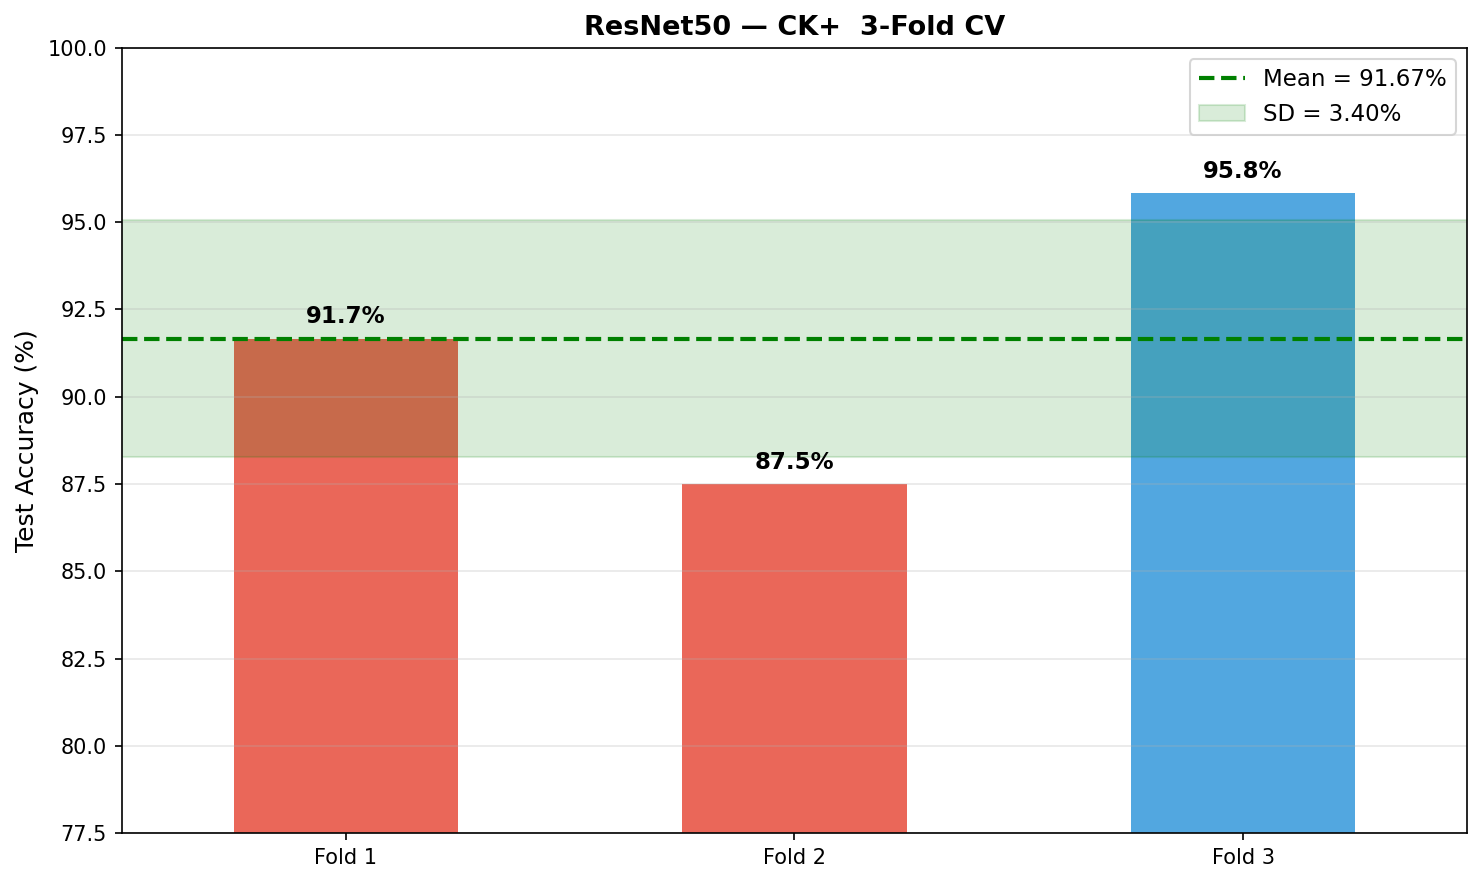 ResNet50 — CK+  3-Fold CV
Mean = 91.67%
SD = 3.40%
Test Accuracy (%)
100.0
97.5
95.0
92.5
90.0
87.5
85.0
82.5
80.0
77.5
91.7%
87.5%
95.8%
Fold 1
Fold 2
Fold 3